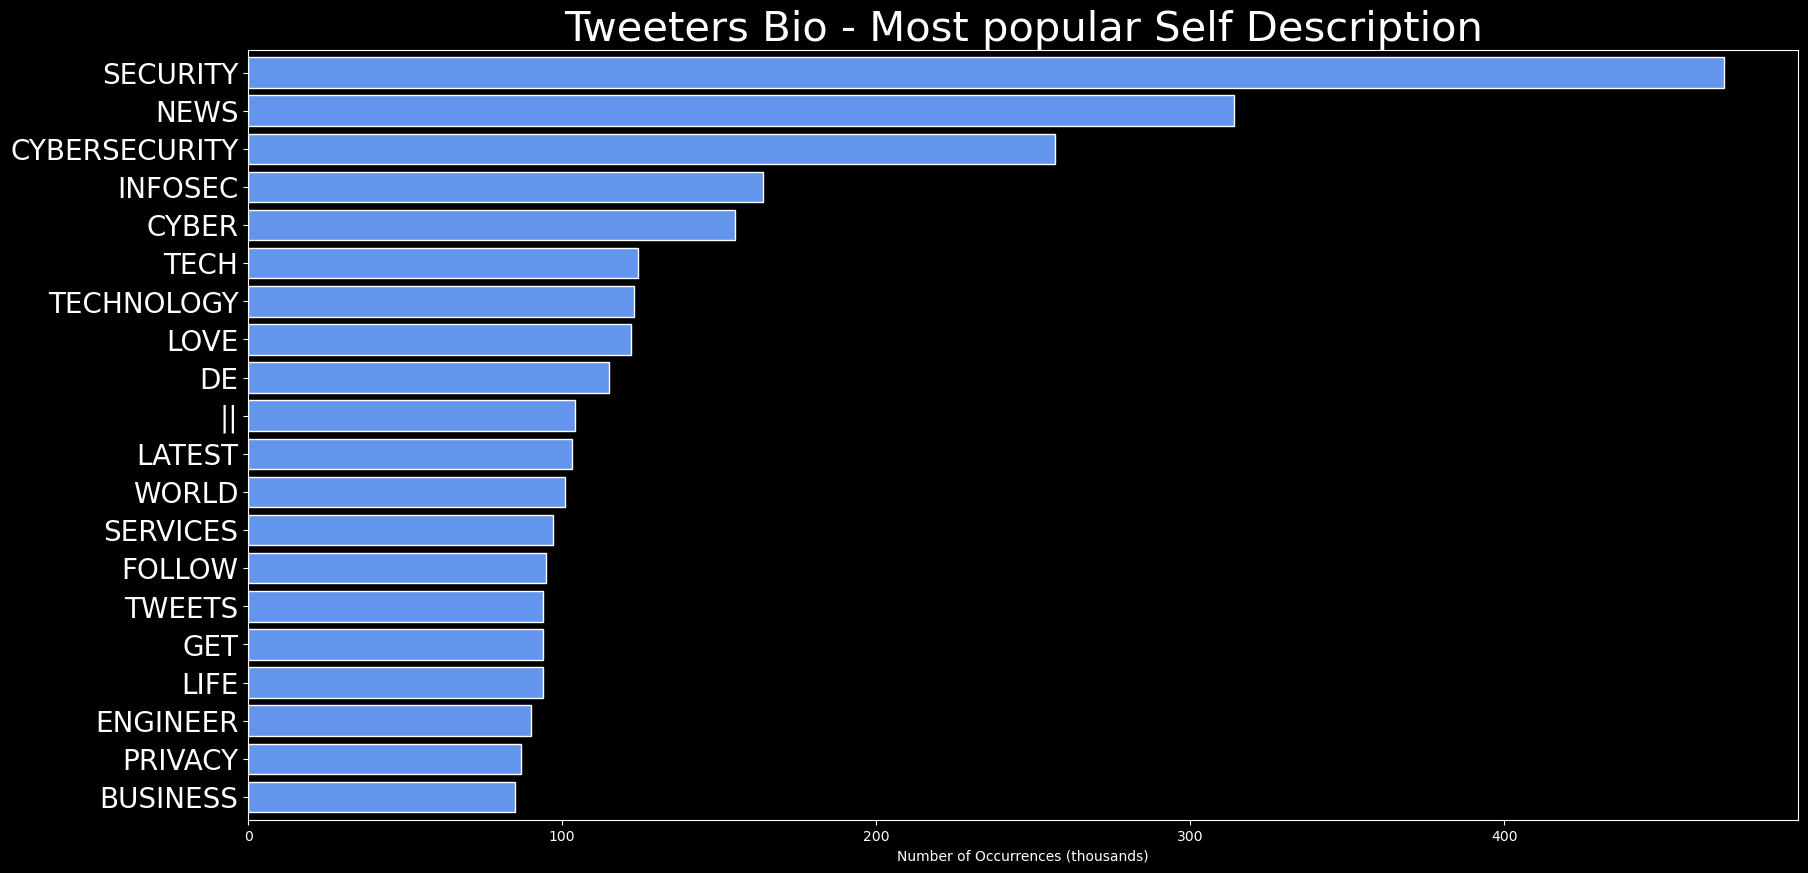 Tweeters Bio - Most popular Self Description
SECURITY
NEWS
CYBERSECURITY
INFOSEC
CYBER
TECH
TECHNOLOGY
LOVE
DE
||
LATEST
WORLD
SERVICES
FOLLOW
TWEETS
GET
LIFE
ENGINEER
PRIVACY
BUSINESS
0 100 200 300 400
Number of Occurrences (thousands)